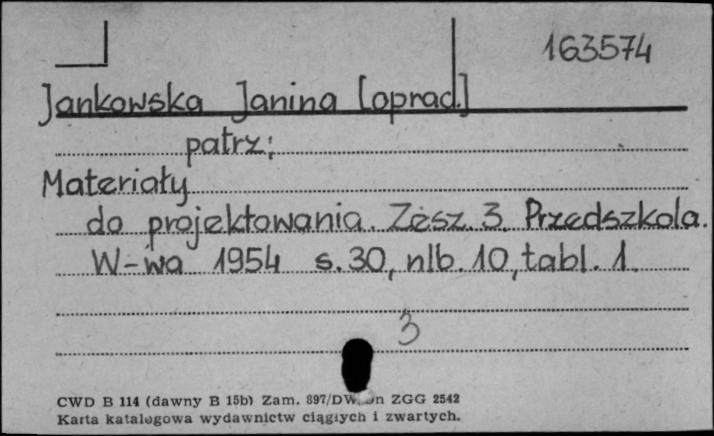 163574
Jankowska Janina [oprac.]
patrz:
Materiały
do projektowania. Zesz. 3. Przedszkola.
W-wa 1954 s. 30, nlb. 10, tabl. 1.
3
CWD B 114 (dawny B 15b) Zam. 897/DW. ZGG 2542
Karta katalogowa wydawnictw ciągłych i zwartych.